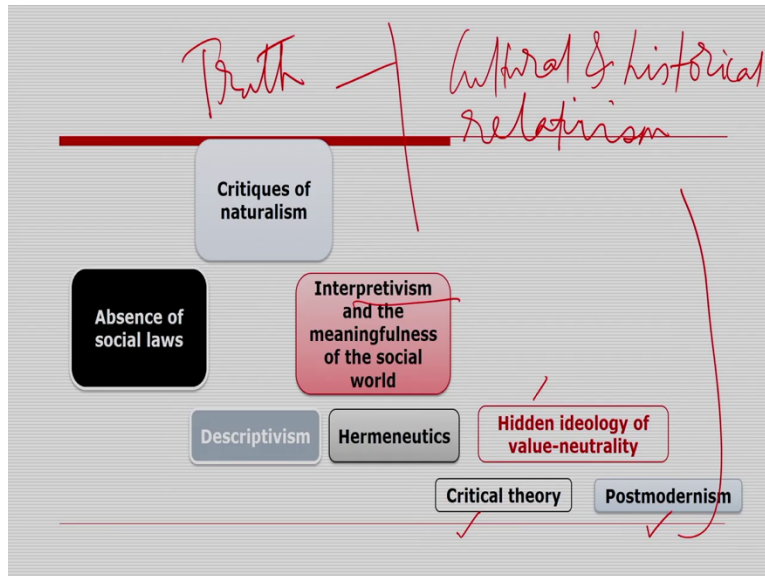 Truth
Cultural & historical
relativism
Critiques of
naturalism
Absence of
social laws
Interpretivism
and the
meaningfulness
of the social
world
Descriptivism
Hermeneutics
Hidden ideology of
value-neutrality
Critical theory
Postmodernism